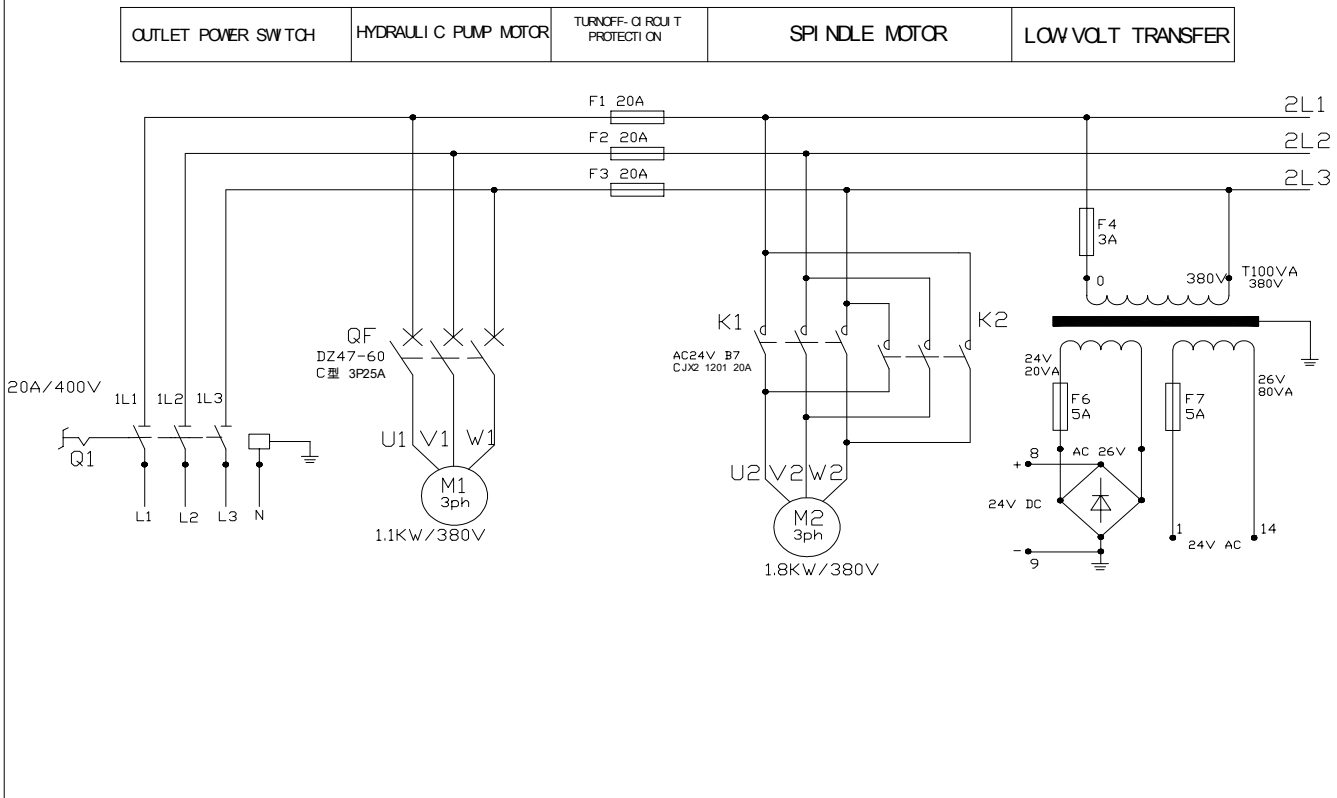 OUTLET POWER SWITCH
HYDRAULIC PUMP MOTOR
TURNOFF-CIRCUIT
PROTECTION
SPINDLE MOTOR
LOW VOLT TRANSFER
F1 20A
2L1
F2 20A
2L2
F3 20A
2L3
F4
3A
0
380V
T100VA
380V
QF
DZ47-60
C型 3P25A
K1
K2
AC24V B7
CJX2 1201 20A
24V
20VA
26V
80VA
20A/400V
1L1
1L2
1L3
F6
5A
F7
5A
Q1
U1
V1
W1
AC 26V
+
8
U2
V2
W2
M1
3ph
24V DC
L1
L2
L3
N
1.1KW/380V
M2
3ph
1
14
24V AC
-
9
1.8KW/380V